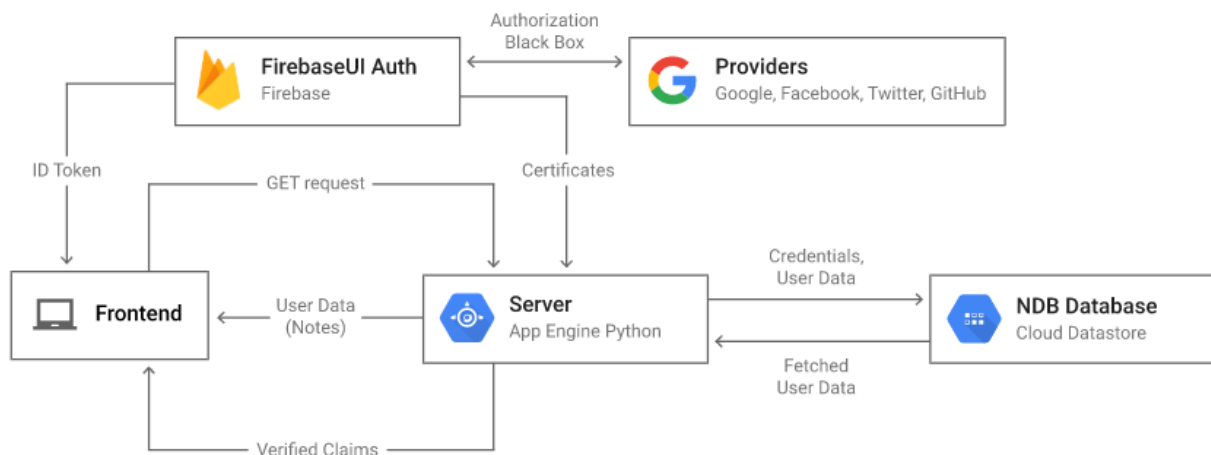 Authorization
Black Box
FirebaseUI Auth
Firebase
Providers
Google, Facebook, Twitter, GitHub
ID Token
GET request
Certificates
Frontend
User Data
(Notes)
Server
App Engine Python
Credentials,
User Data
NDB Database
Cloud Datastore
Fetched
User Data
Verified Claims